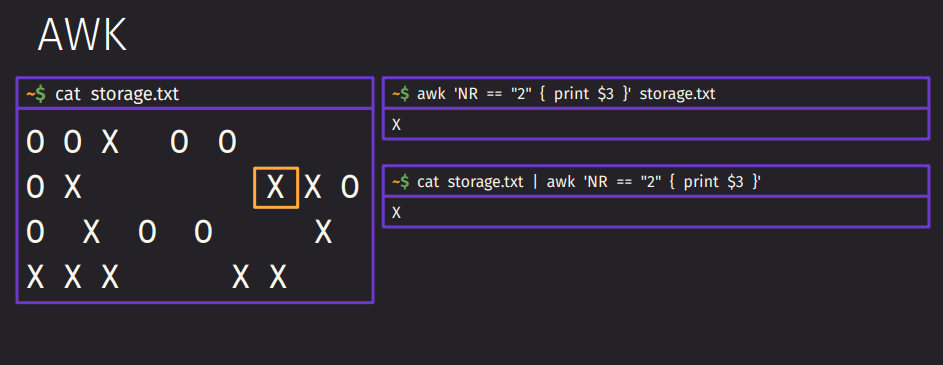 AWK
~$ cat storage.txt
O O X O O
O X X X O
O X O O X
X X X X X
~$ awk 'NR == "2" { print $3 }' storage.txt
X
~$ cat storage.txt | awk 'NR == "2" { print $3 }'
X